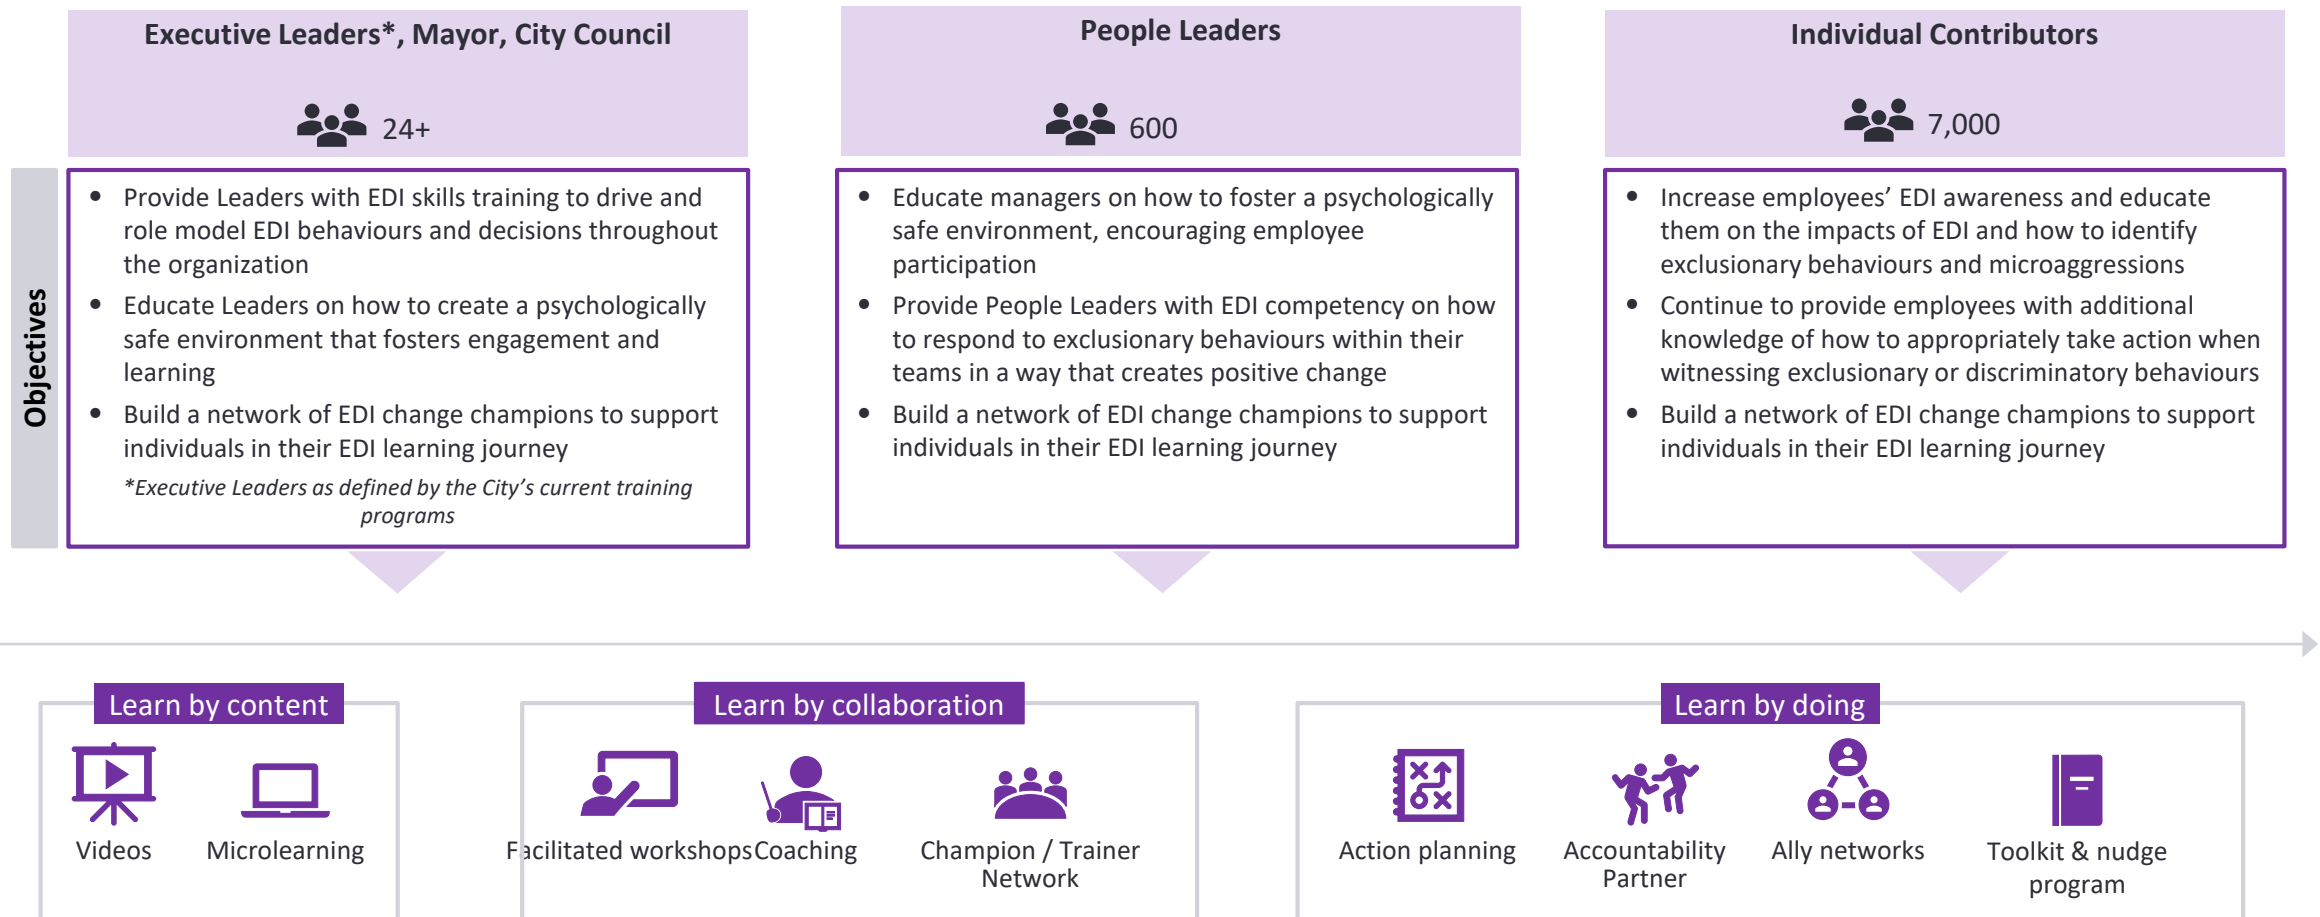 Executive Leaders*, Mayor, City Council
24+
People Leaders
600
Individual Contributors
7,000
Objectives
• Provide Leaders with EDI skills training to drive and
role model EDI behaviours and decisions throughout
the organization
• Educate Leaders on how to create a psychologically
safe environment that fosters engagement and
learning
• Build a network of EDI change champions to support
individuals in their EDI learning journey
*Executive Leaders as defined by the City's current training
programs
• Educate managers on how to foster a psychologically
safe environment, encouraging employee
participation
• Provide People Leaders with EDI competency on how
to respond to exclusionary behaviours within their
teams in a way that creates positive change
• Build a network of EDI change champions to support
individuals in their EDI learning journey
• Increase employees' EDI awareness and educate
them on the impacts of EDI and how to identify
exclusionary behaviours and microaggressions
• Continue to provide employees with additional
knowledge of how to appropriately take action when
witnessing exclusionary or discriminatory behaviours
• Build a network of EDI change champions to support
individuals in their EDI learning journey
Learn by content
Videos
Microlearning
Learn by collaboration
Facilitated workshops
Coaching
Champion / Trainer
Network
Learn by doing
Action planning
Accountability
Partner
Ally networks
Toolkit & nudge
program